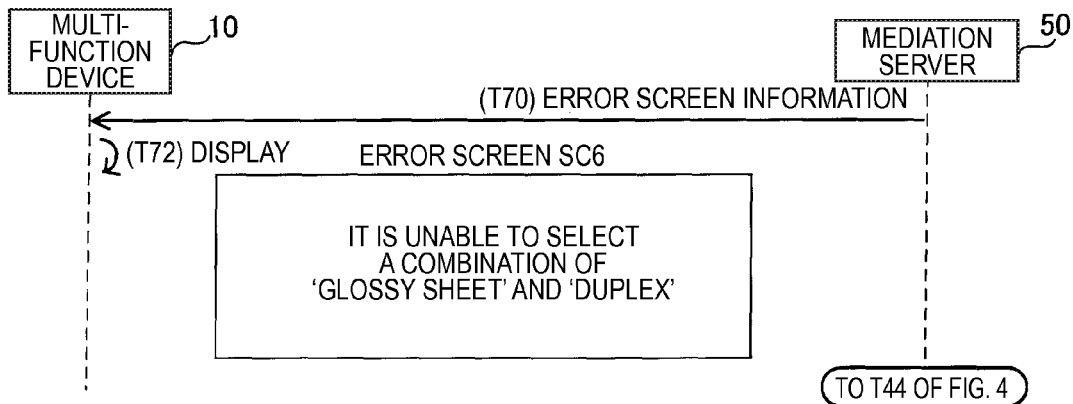 MULTI-
FUNCTION
DEVICE
10
MEDIATION
SERVER
50
(T70) ERROR SCREEN INFORMATION
(T72) DISPLAY
ERROR SCREEN SC6
IT IS UNABLE TO SELECT
A COMBINATION OF
'GLOSSY SHEET' AND 'DUPLEX'
TO T44 OF FIG. 4